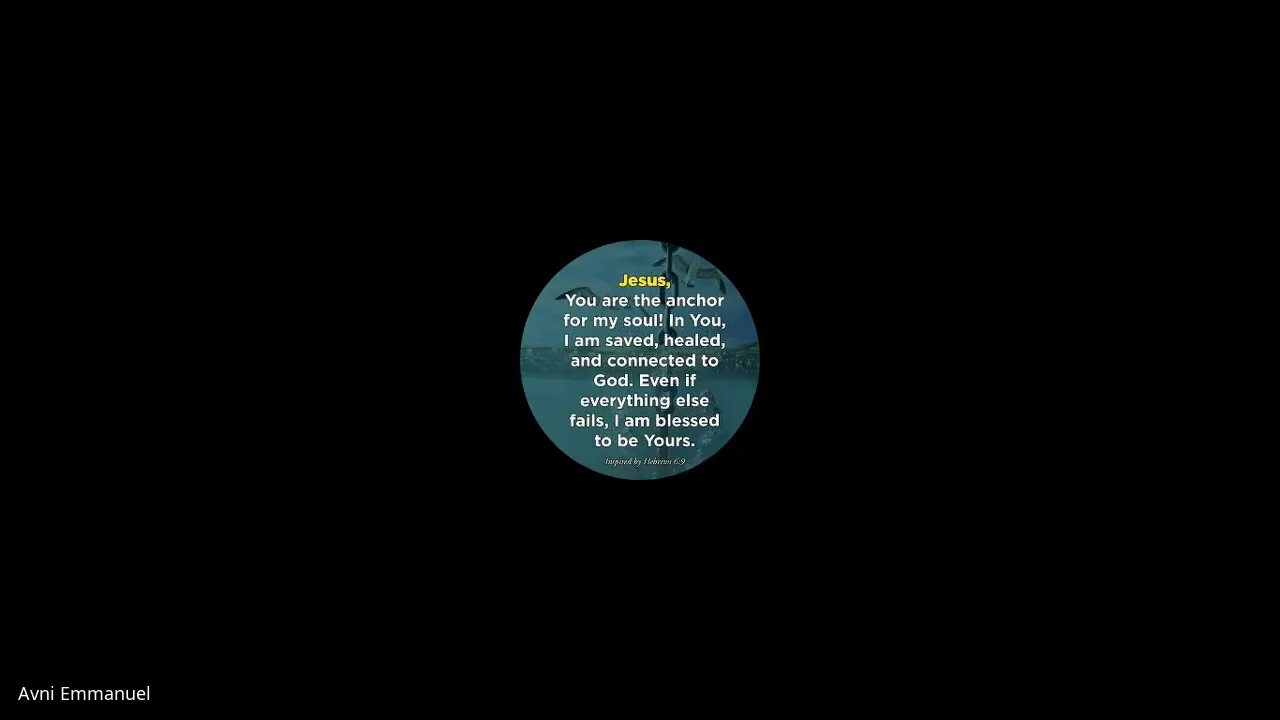 Jesus,
You are the anchor
for my soul! In You,
I am saved, healed,
and connected to
God. Even if
everything else
fails, I am blessed
to be Yours.
Inspired by Hebrews 6:9
Avni Emmanuel